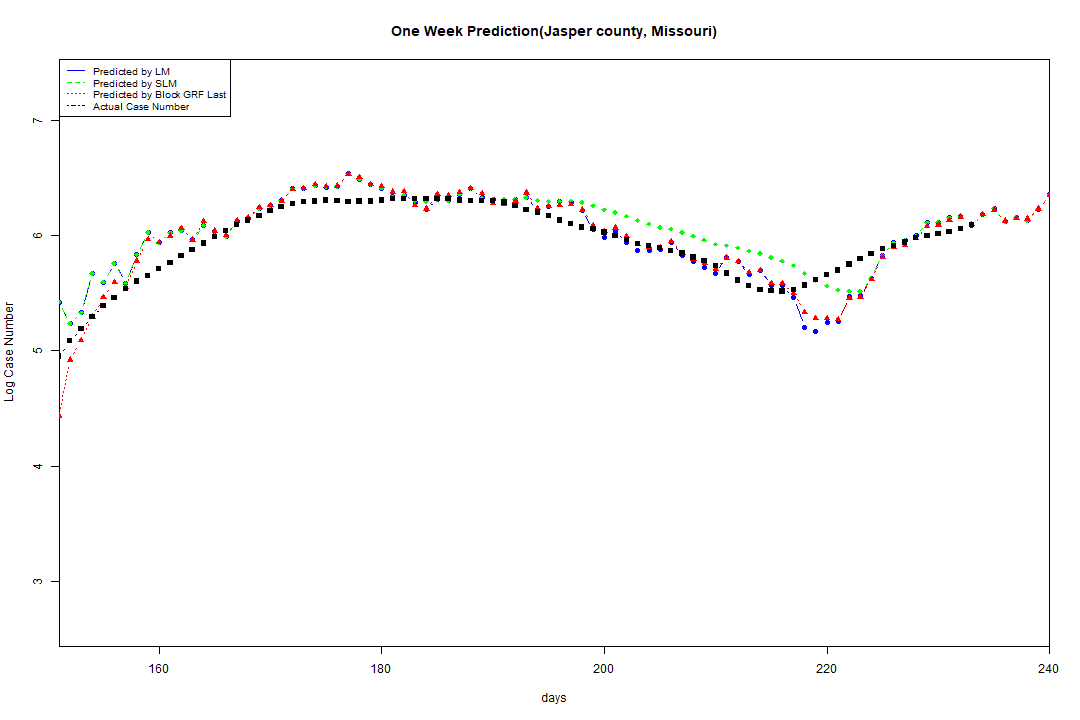 One Week Prediction(Jasper county, Missouri)
Predicted by LM
Predicted by SLM
Predicted by Block GRF Last
Actual Case Number
7
6
5
4
3
Log Case Number
160 180 200 220 240
days